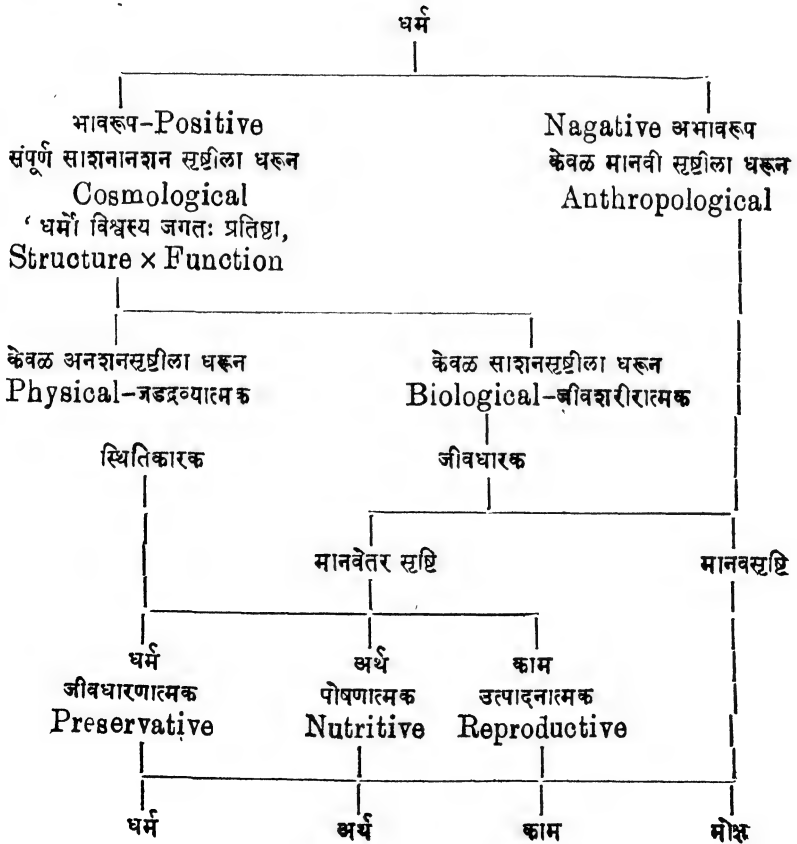 धर्म
भावरूप-Positive
संपूर्ण साशनानशन सृष्टीला धरून
Cosmological
‘ धर्मो विश्वस्य जगतः प्रतिष्ठा,
Structure × Function
Nagative अभावरूप
केवळ मानवी सृष्टीला धरून
Anthropological
केवळ अनशनसृष्टीला धरून
Physical-जडद्रव्यात्मक
केवळ साशनसृष्टीला धरून
Biological-जीवशरीरात्मक
स्थितिकारक
जीवधारक
मानवेतर सृष्टि
मानवसृष्टि
धर्म
जीवधारणात्मक
Preservative
अर्थ
पोषणात्मक
Nutritive
काम
उत्पादनात्मक
Reproductive
धर्म
अर्थ
काम
मोक्ष